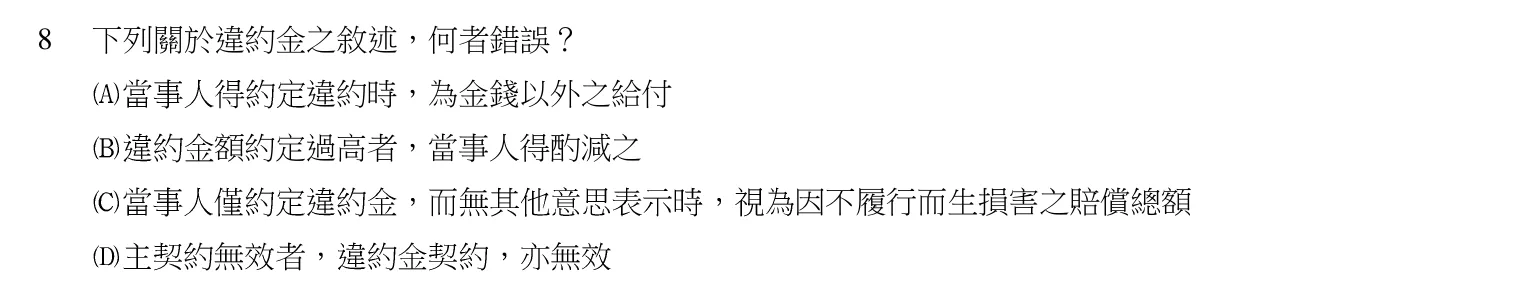 8 下列關於違約金之敘述，何者錯誤？
⑷當事人得約定違約時，為金錢以外之給付
⑻違約金額約定過高者，當事人得酌減之
⑼當事人僅約定違約金，而無其他意思表示時，視為因不履行而生損害之賠償總額
⑽主契約無效者，違約金契約，亦無效